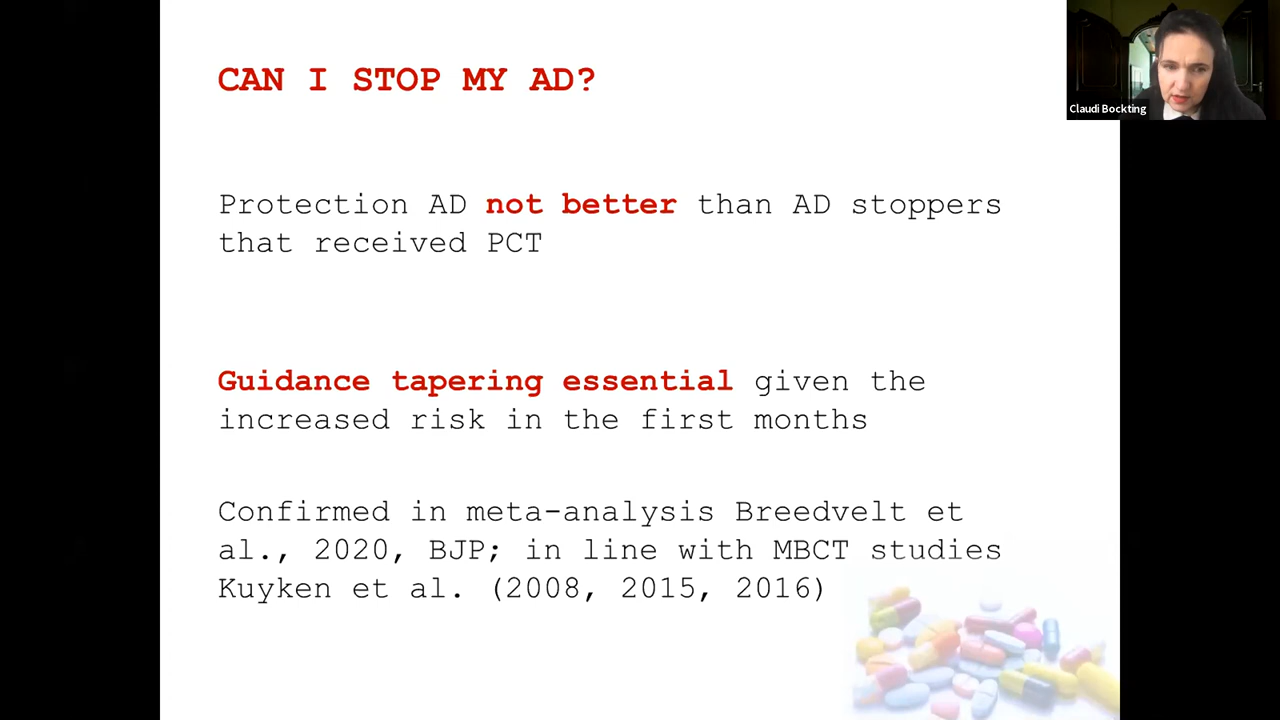 CAN I STOP MY AD?
Claudi Bockting
Protection AD not better than AD stoppers
that received PCT
Guidance tapering essential given the
increased risk in the first months
Confirmed in meta-analysis Breedvelt et
al., 2020, BJP; in line with MBCT studies
Kuyken et al. (2008, 2015, 2016)